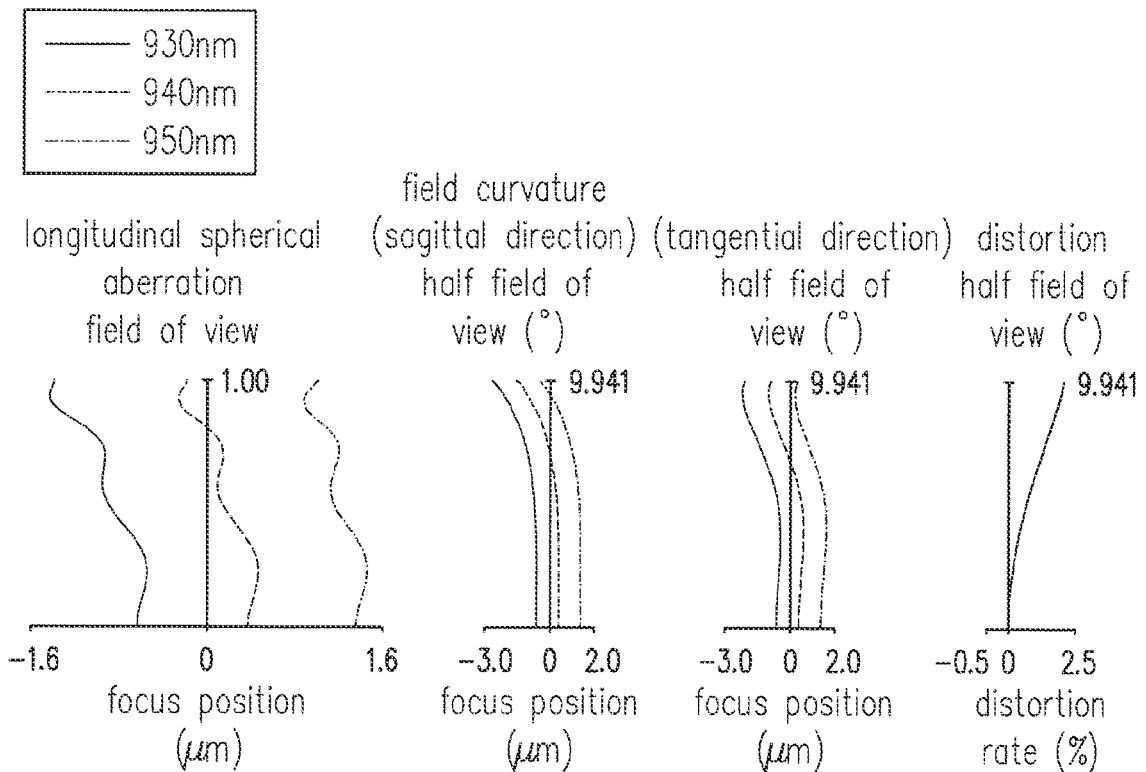 930nm
940nm
950nm
longitudinal spherical
aberration
field of view
1.00
-1.6 0 1.6
focus position
(μm)
field curvature
(sagittal direction)
half field of
view (°)
9.941
-3.0 0 2.0
focus position
(μm)
(tangential direction)
half field of
view (°)
9.941
-3.0 0 2.0
focus position
(μm)
distortion
half field of
view (°)
9.941
-0.5 0 2.5
distortion
rate (%)